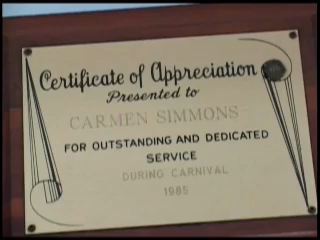 Certificate of Appreciation
Presented to
CARMEN SIMMONS
FOR OUTSTANDING AND DEDICATED
SERVICE
DURING CARNIVAL
1985